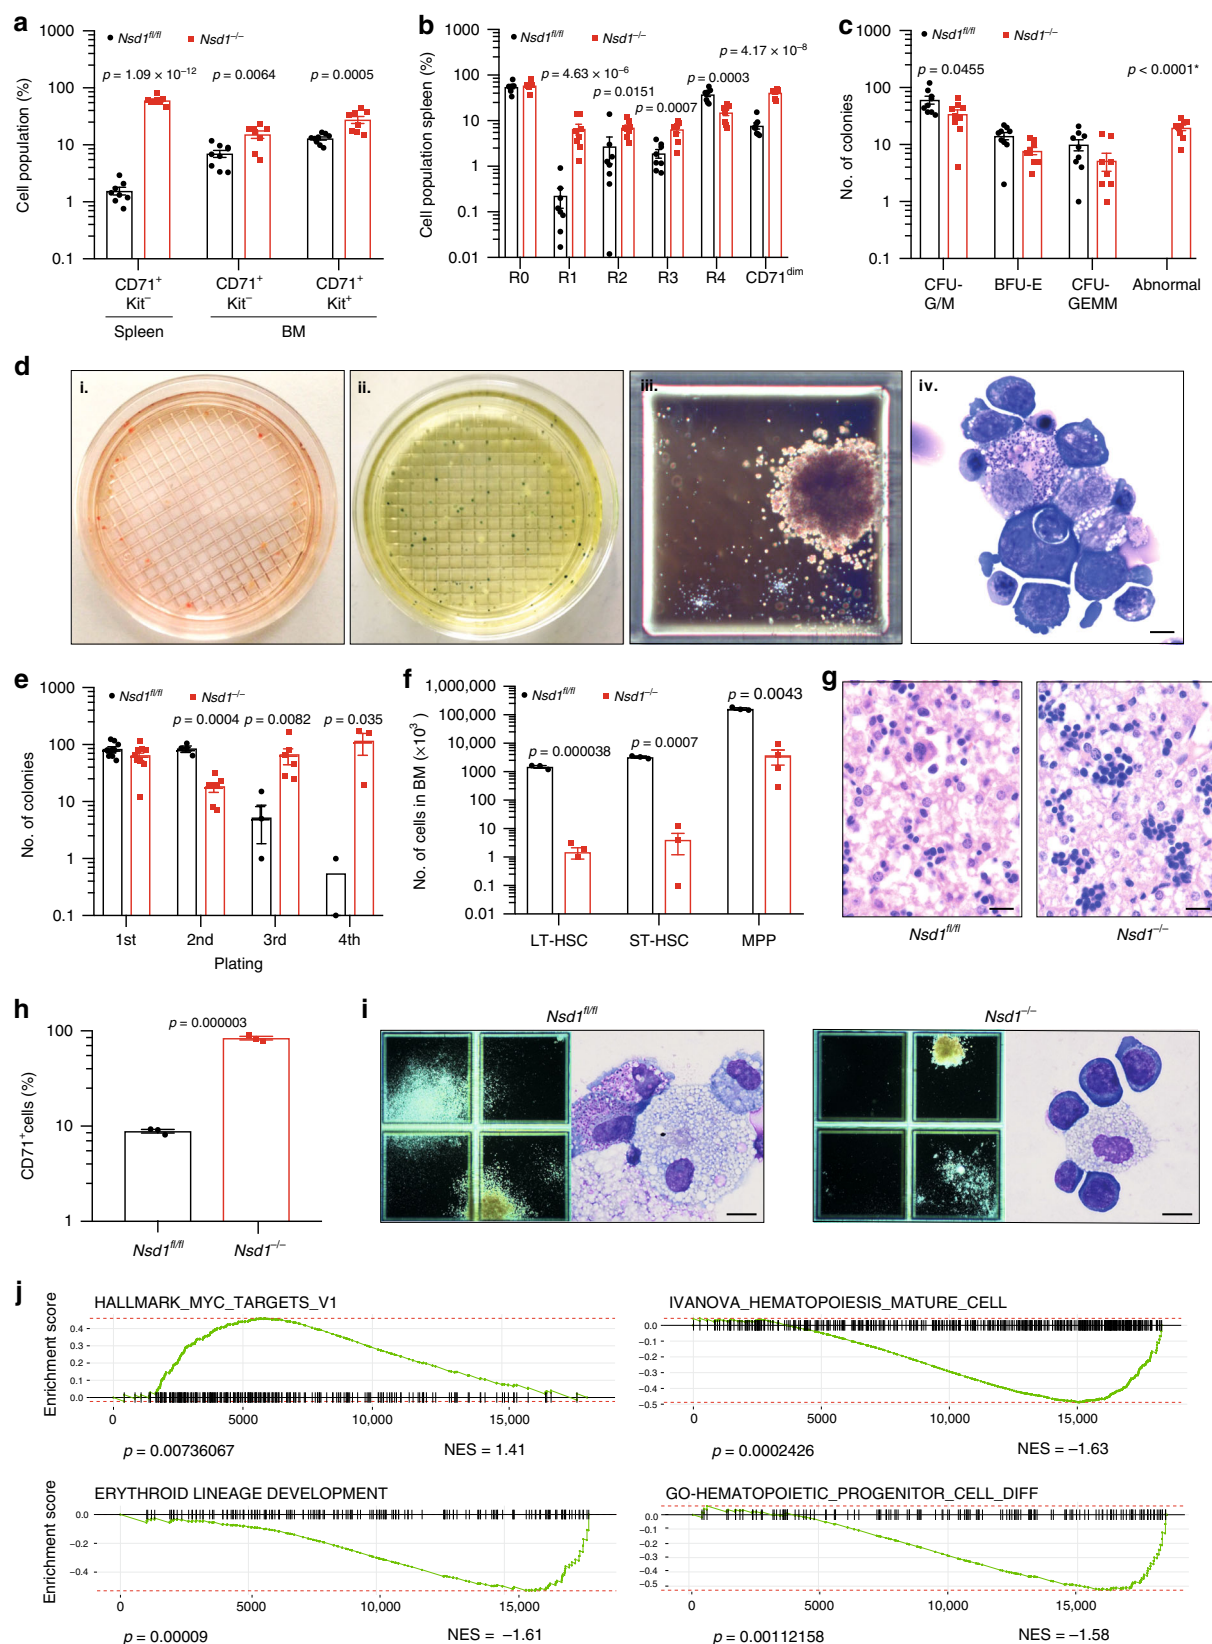 a
Nsd1fl/fl
Nsd1−/−
Cell population (%)
1000
100
10
1
0.1
p = 1.09 × 10−12
p = 0.0064
p = 0.0005
CD71+ Kit−
CD71+ Kit−
CD71+ Kit+
Spleen
BM
b
Nsd1fl/fl
Nsd1−/−
Cell population spleen (%)
1000
100
10
1
0.1
0.01
p = 4.63 × 10−6
p = 0.0151
p = 0.0007
p = 0.0003
p = 4.17 × 10−8
R0
R1
R2
R3
R4
CD71dim
c
Nsd1fl/fl
Nsd1−/−
No. of colonies
1000
100
10
1
0.1
p = 0.0455
p < 0.0001*
CFU-G/M
BFU-E
CFU-GEMM
Abnormal
d
i.
ii.
iii.
iv.
e
Nsd1fl/fl
Nsd1−/−
No. of colonies
1000
100
10
1
0.1
p = 0.0004
p = 0.0082
p = 0.035
1st
2nd
3rd
4th
Plating
f
Nsd1fl/fl
Nsd1−/−
No. of cells in BM (×10³)
1,000,000
100,000
10,000
1000
100
10
1
0.1
0.01
p = 0.000038
p = 0.0007
p = 0.0043
LT-HSC
ST-HSC
MPP
g
Nsd1fl/fl
Nsd1−/−
h
CD71+cells (%)
100
10
1
p = 0.000003
Nsd1fl/fl
Nsd1−/−
i
Nsd1fl/fl
Nsd1−/−
j
HALLMARK_MYC_TARGETS_V1
Enrichment score
0.4
0.3
0.2
0.1
0.0
0
5000
10,000
15,000
p = 0.00736067
NES = 1.41
IVANOVA_HEMATOPOIESIS_MATURE_CELL
0.0
−0.1
−0.2
−0.3
−0.4
−0.5
0
5000
10,000
15,000
p = 0.0002426
NES = −1.63
ERYTHROID LINEAGE DEVELOPMENT
Enrichment score
0.0
−0.2
−0.4
0
5000
10,000
15,000
p = 0.00009
NES = −1.61
GO-HEMATOPOIETIC_PROGENITOR_CELL_DIFF
0.0
−0.1
−0.2
−0.3
−0.4
−0.5
0
5000
10,000
15,000
p = 0.00112158
NES = −1.58